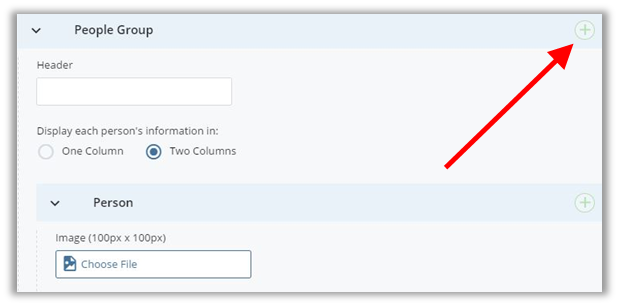 People Group
Header
Display each person's information in:
One Column Two Columns
Person
Image (100px x 100px)
Choose File